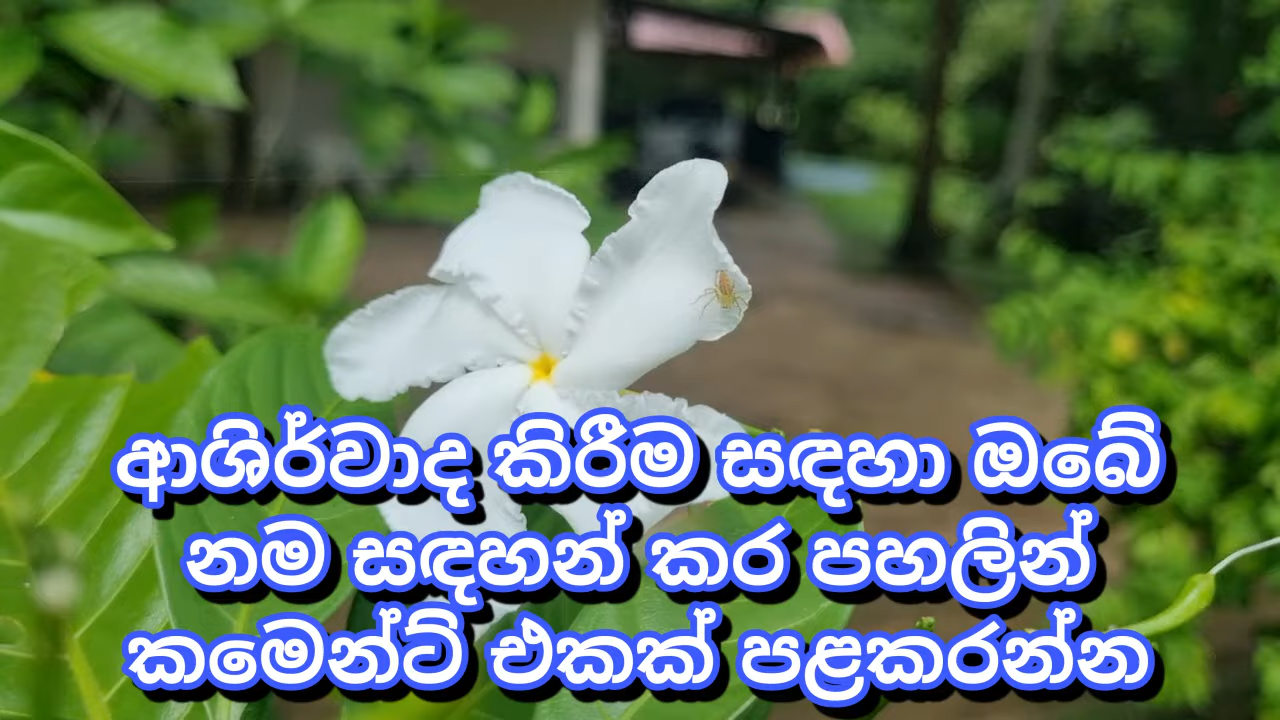 ආශිර්වාද කිරීම සඳහා ඔබේ
නම සඳහන් කර පහලින්
කමෙන්ට් එකක් පළකරන්න